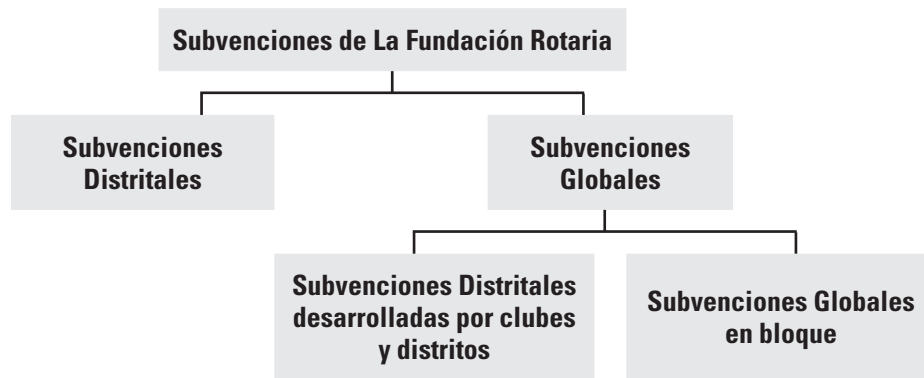 Subvenciones de La Fundación Rotaria
Subvenciones
Distritales
Subvenciones
Globales
Subvenciones Distritales
desarrolladas por clubes
y distritos
Subvenciones Globales
en bloque